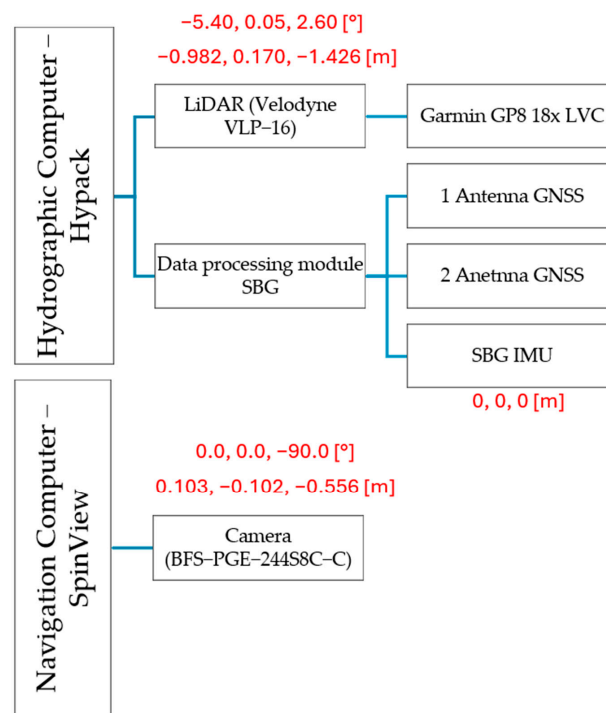 Hydrographic Computer –
Hypack
−5.40, 0.05, 2.60 [°]
−0.982, 0.170, −1.426 [m]
LiDAR (Velodyne
VLP−16)
Garmin GP8 18x LVC
Data processing module
SBG
1 Antenna GNSS
2 Anetnna GNSS
SBG IMU
0, 0, 0 [m]
Navigation Computer –
SpinView
0.0, 0.0, −90.0 [°]
0.103, −0.102, −0.556 [m]
Camera
(BFS−PGE−244S8C−C)